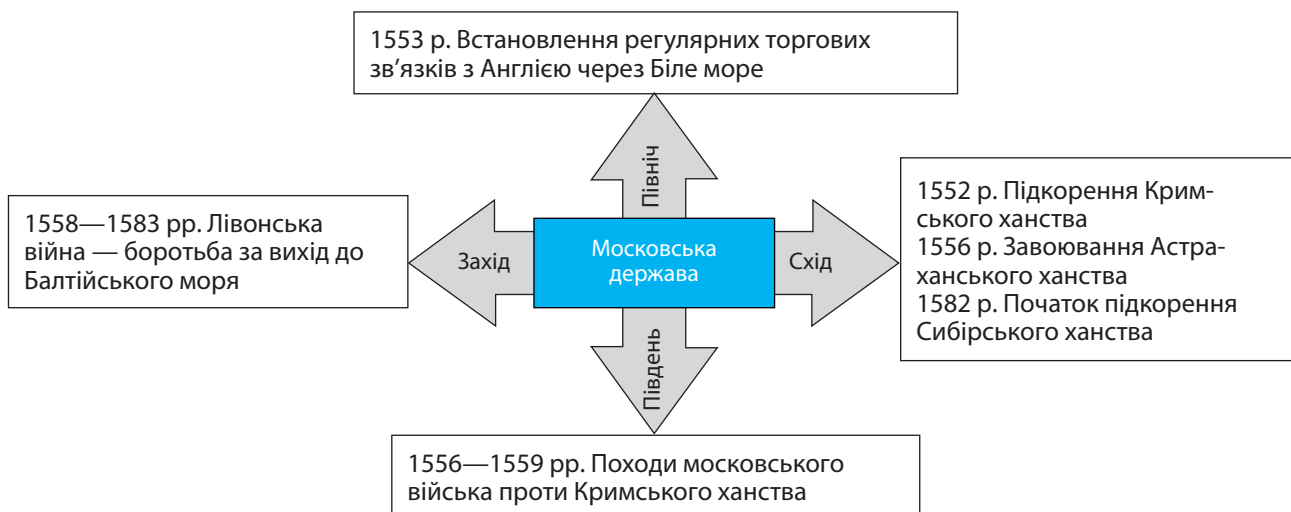 1553 р. Встановлення регулярних торгових
зв’язків з Англією через Біле море
Північ
1558—1583 рр. Лівонська
війна — боротьба за вихід до
Балтійського моря
Захід
Московська
держава
Схід
1552 р. Підкорення Крим-
ського ханства
1556 р. Завоювання Астра-
ханського ханства
1582 р. Початок підкорення
Сибірського ханства
Південь
1556—1559 рр. Походи московського
війська проти Кримського ханства